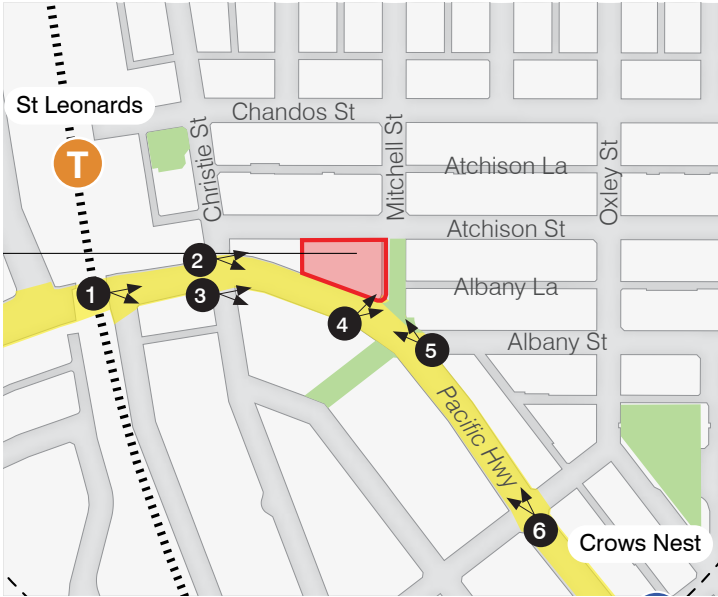 St Leonards
T
Chandos St
Christie St
Mitchell St
Atchison La
Oxley St
Atchison St
Albany La
Albany St
Pacific Hwy
1
2
3
4
5
6
Crows Nest